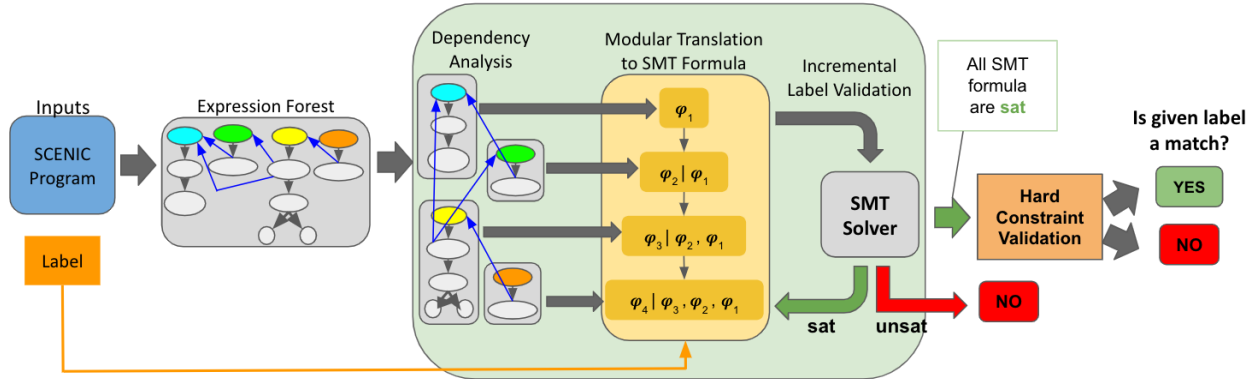 Inputs
SCENIC
Program
Label
Expression Forest
Dependency
Analysis
Modular Translation
to SMT Formula
φ1
φ2 | φ1
φ3 | φ2 , φ1
φ4 | φ3 , φ2 , φ1
Incremental
Label Validation
SMT
Solver
sat
unsat
All SMT
formula
are sat
Hard
Constraint
Validation
Is given label
a match?
YES
NO
NO